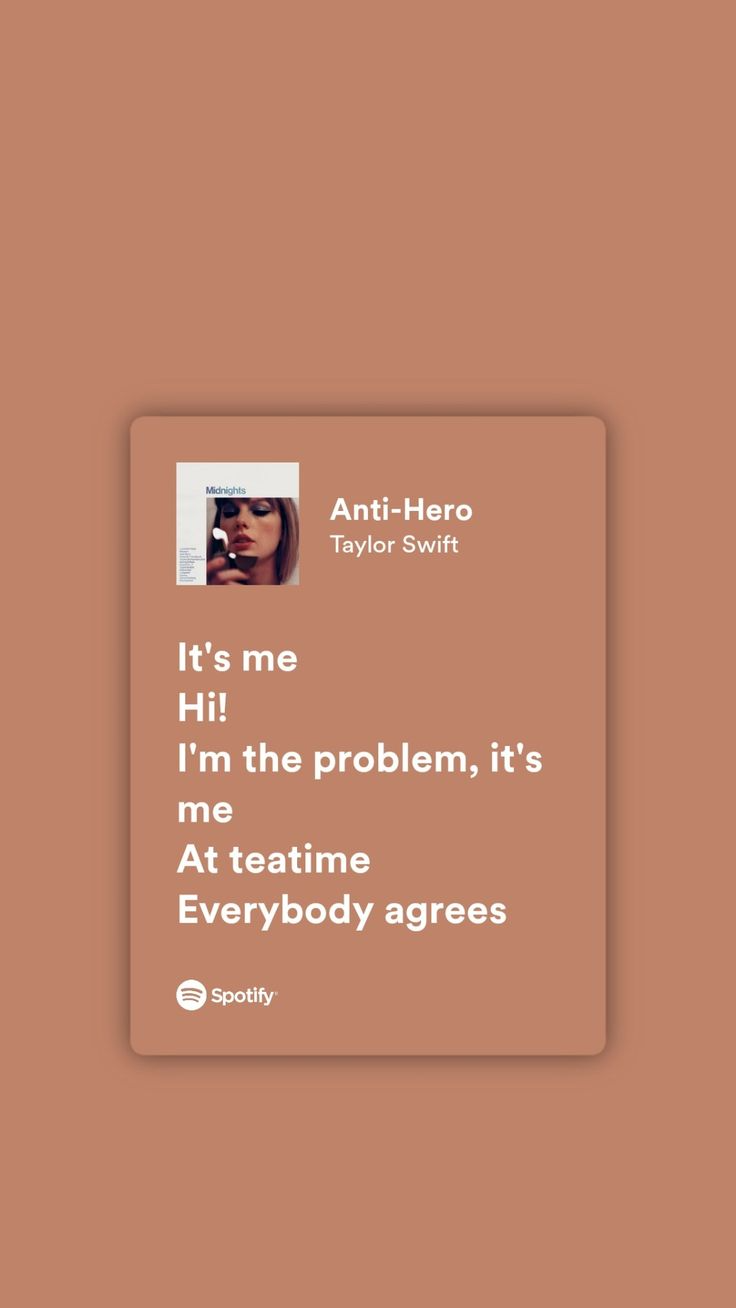 Midnights
Anti-Hero
Taylor Swift
It's me
Hi!
I'm the problem, it's
me
At teatime
Everybody agrees
Spotify